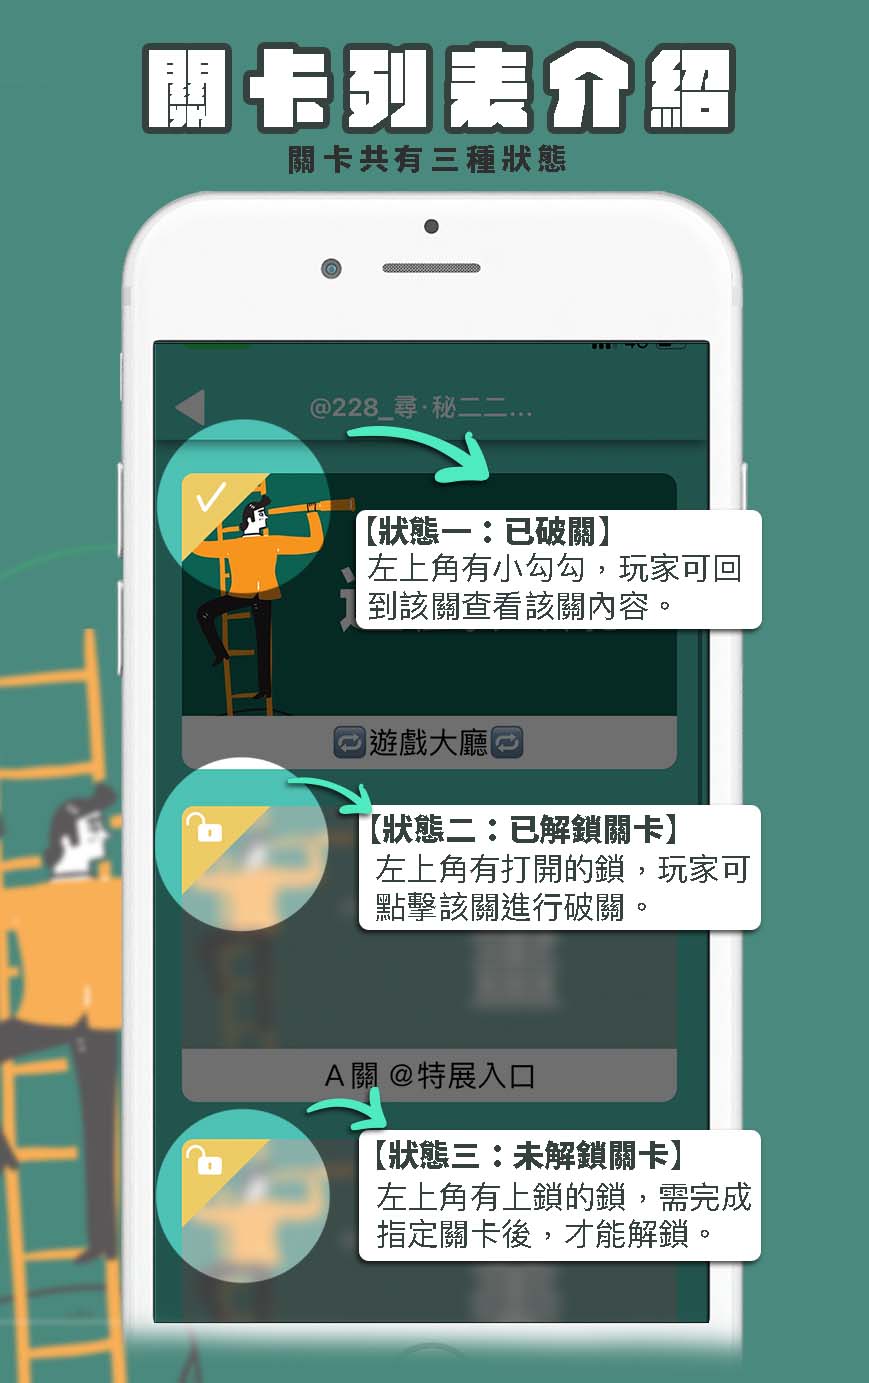 關卡列表介紹
關卡共有三種狀態
@228_尋·秘二二...
【狀態一：已破關】
左上角有小勾勾，玩家可回
到該關查看該關內容。
遊戲大廳
【狀態二：已解鎖關卡】
左上角有打開的鎖，玩家可
點擊該關進行破關。
A關 @特展入口
【狀態三：未解鎖關卡】
左上角有上鎖的鎖，需完成
指定關卡後，才能解鎖。